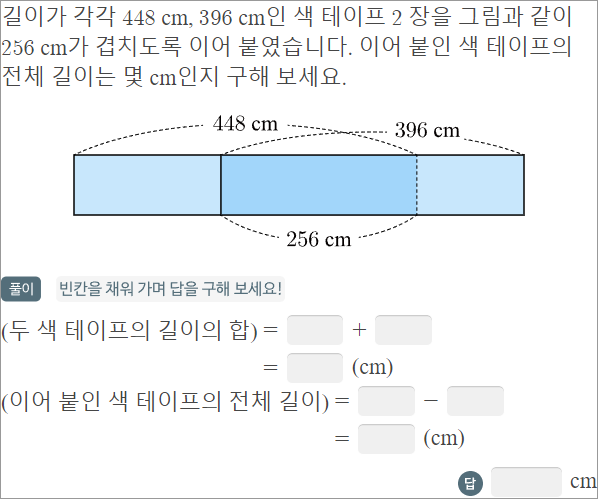 길이가 각각 448 cm, 396 cm인 색 테이프 2 장을 그림과 같이
256 cm가 겹치도록 이어 붙였습니다. 이어 붙인 색 테이프의
전체 길이는 몇 cm인지 구해 보세요.
448 cm
396 cm
256 cm
풀이 빈칸을 채워 가며 답을 구해 보세요!
(두 색 테이프의 길이의 합) = +
= (cm)
(이어 붙인 색 테이프의 전체 길이) = −
= (cm)
답 cm